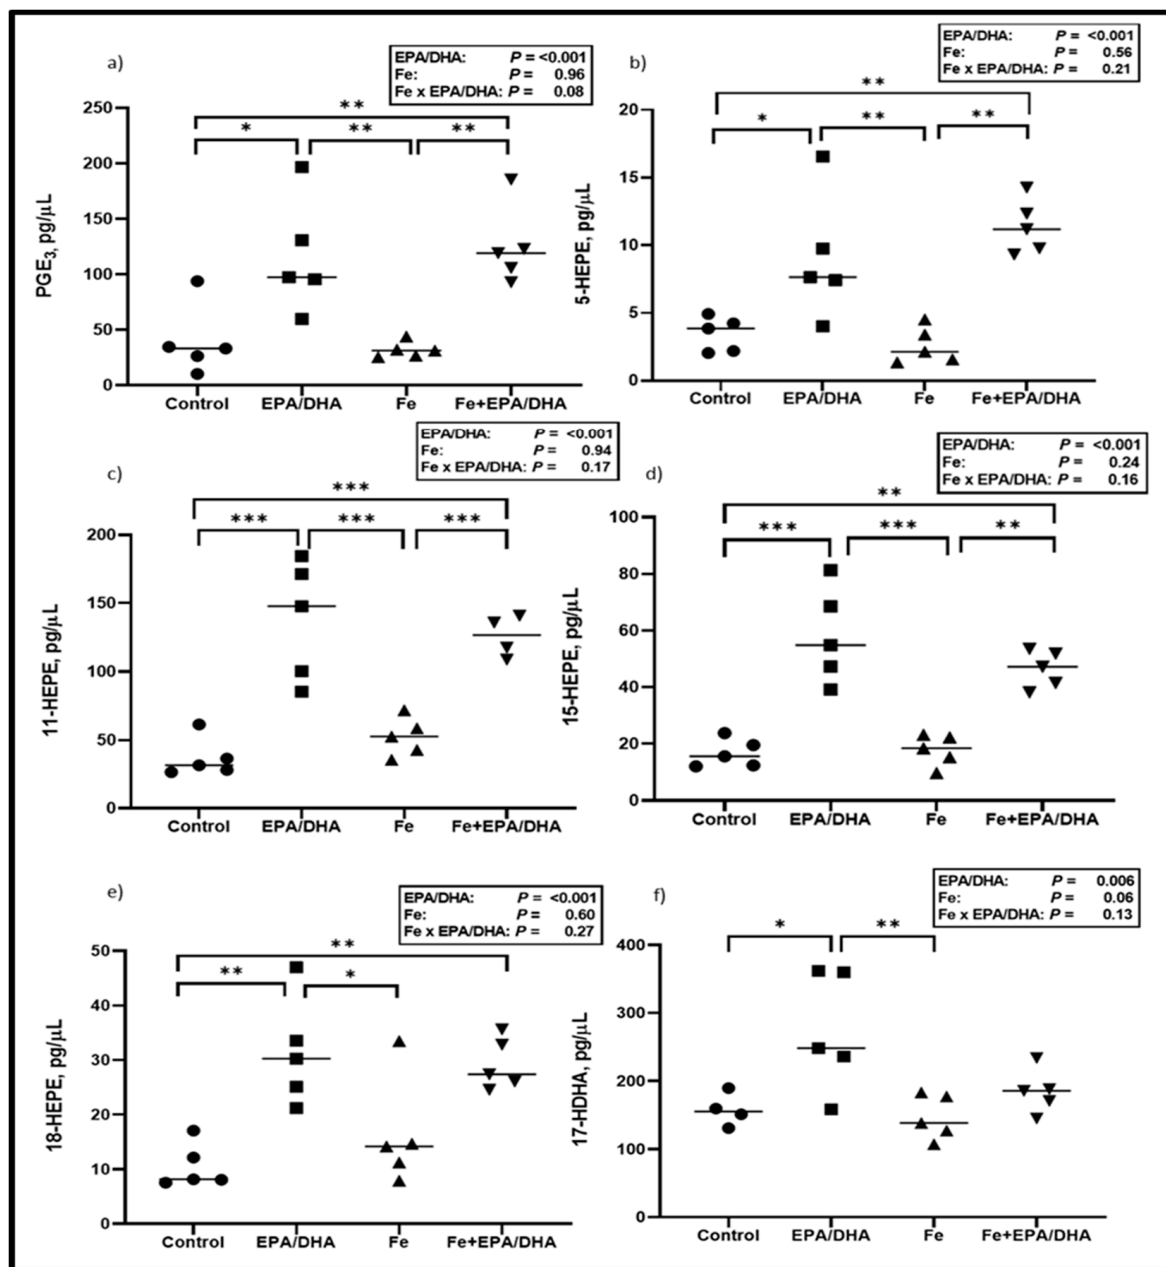 a)
EPA/DHA: P = <0.001
Fe: P = 0.96
Fe x EPA/DHA: P = 0.08
** 
* ** **
PGE3, pg/µL
250
200
150
100
50
0
Control EPA/DHA Fe Fe+EPA/DHA
b)
EPA/DHA: P = <0.001
Fe: P = 0.56
Fe x EPA/DHA: P = 0.21
**
* ** **
5-HEPE, pg/µL
20
15
10
5
0
Control EPA/DHA Fe Fe+EPA/DHA
c)
EPA/DHA: P = <0.001
Fe: P = 0.94
Fe x EPA/DHA: P = 0.17
***
*** *** ***
11-HEPE, pg/µL
200
150
100
50
0
Control EPA/DHA Fe Fe+EPA/DHA
d)
EPA/DHA: P = <0.001
Fe: P = 0.24
Fe x EPA/DHA: P = 0.16
**
*** *** **
15-HEPE, pg/µL
100
80
60
40
20
0
Control EPA/DHA Fe Fe+EPA/DHA
e)
EPA/DHA: P = <0.001
Fe: P = 0.60
Fe x EPA/DHA: P = 0.27
**
** *
18-HEPE, pg/µL
50
40
30
20
10
0
Control EPA/DHA Fe Fe+EPA/DHA
f)
EPA/DHA: P = 0.006
Fe: P = 0.06
Fe x EPA/DHA: P = 0.13
* **
17-HDHA, pg/µL
400
300
200
100
0
Control EPA/DHA Fe Fe+EPA/DHA